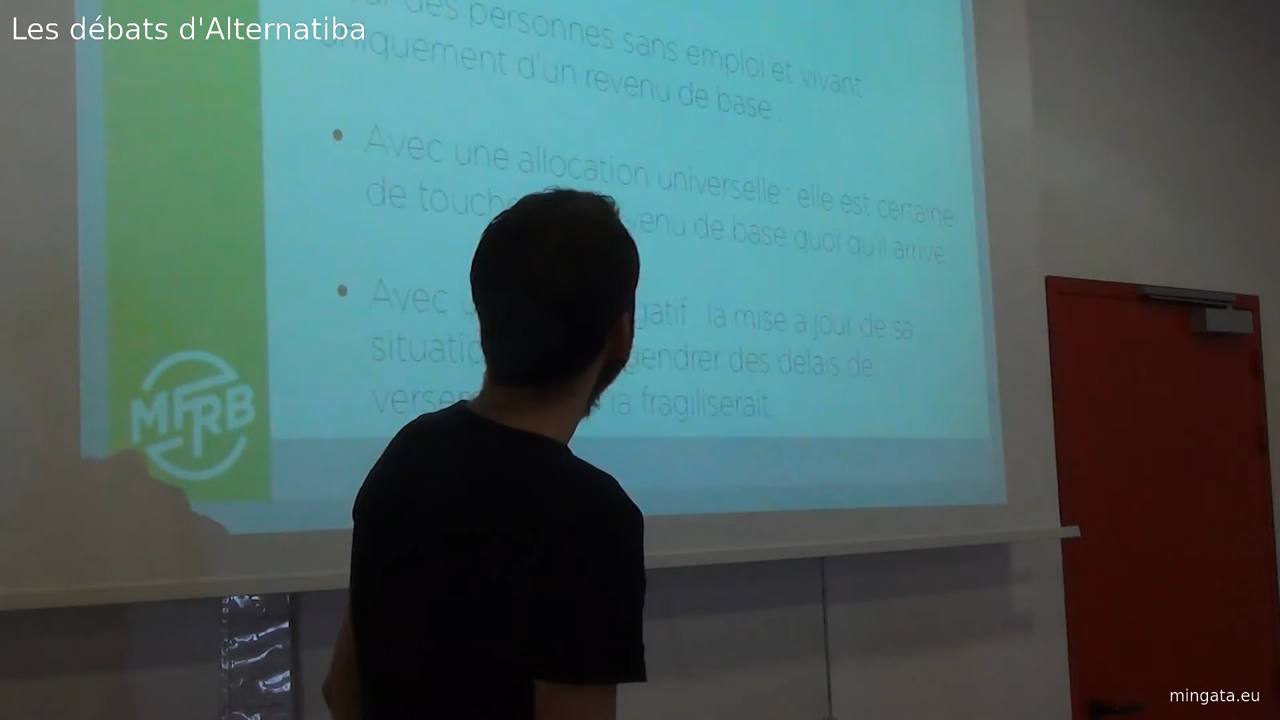 Les débats d'Alternatiba
des personnes sans emploi et vivant
uniquement d'un revenu de base .
• Avec une allocation universelle : elle est certaine
de touche venu de base quoi qu'il arrive
• Avec gatif : la mise à jour de sa
situatio gendrer des délais de
verse la fragiliserait.
MFRB
mingata.eu